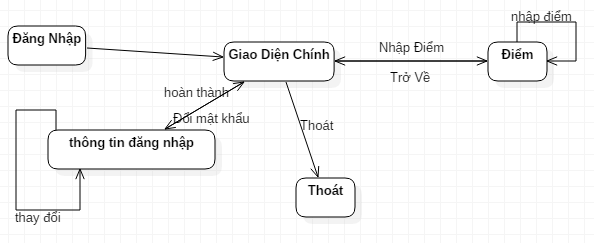 nhập điểm
Đăng Nhập
Giao Diện Chính
Nhập Điểm
Điểm
Trở Về
hoàn thành
Đổi mật khẩu
Thoát
thông tin đăng nhập
Thoát
thay đổi